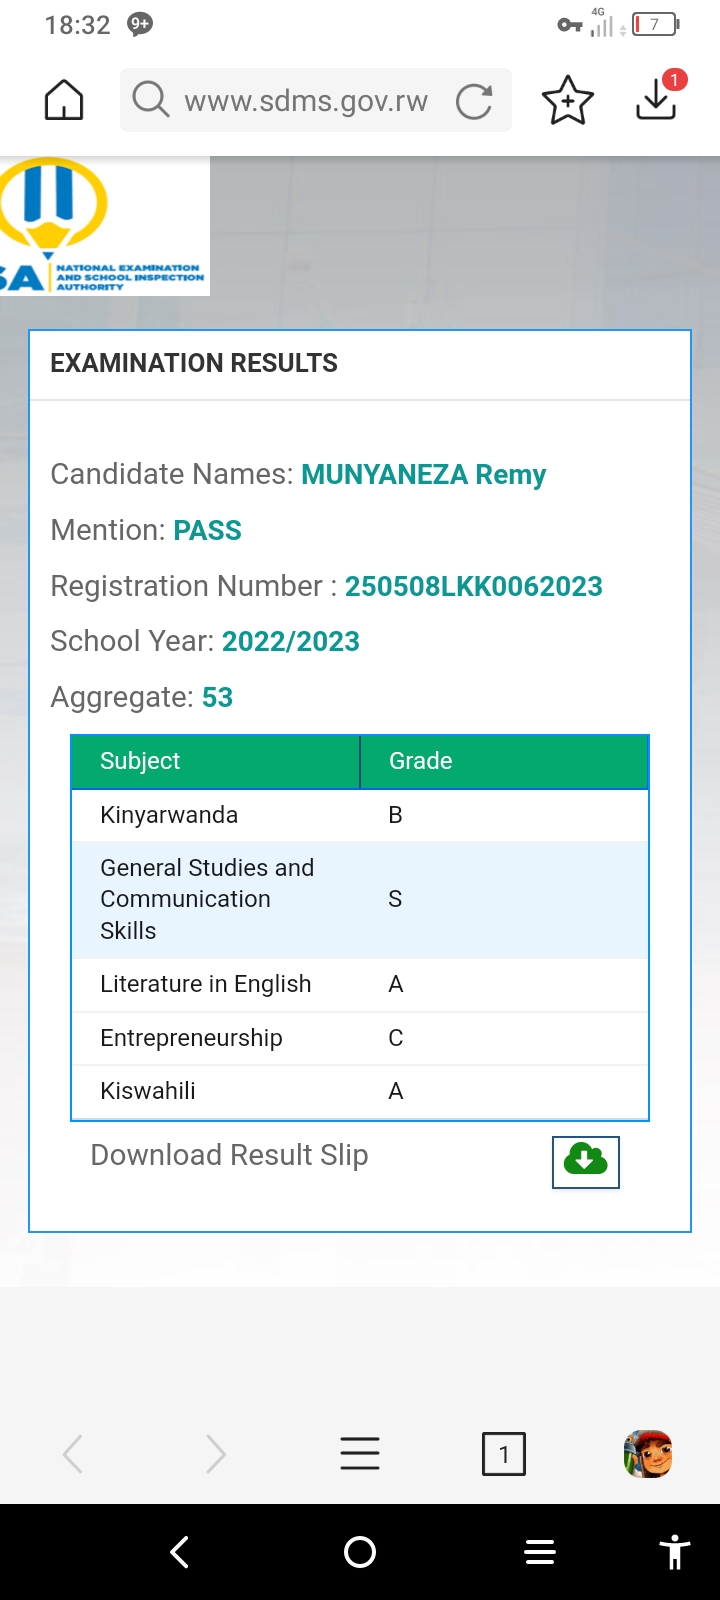 18:32
9+
4G
7
www.sdms.gov.rw
1
SA
NATIONAL EXAMINATION
AND SCHOOL INSPECTION
AUTHORITY
EXAMINATION RESULTS
Candidate Names: MUNYANEZA Remy
Mention: PASS
Registration Number : 250508LKK0062023
School Year: 2022/2023
Aggregate: 53
Subject Grade
Kinyarwanda B
General Studies and
Communication S
Skills
Literature in English A
Entrepreneurship C
Kiswahili A
Download Result Slip
1